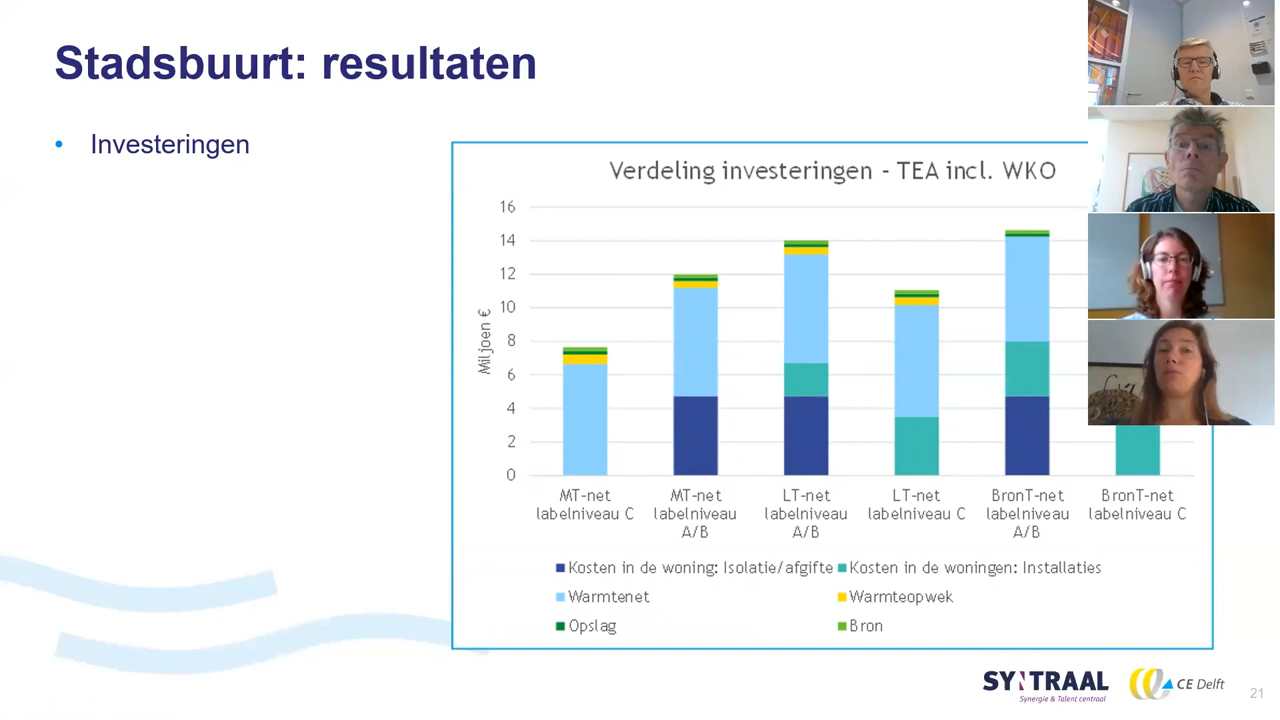 Stadsbuurt: resultaten
• Investeringen
Verdeling investeringen - TEA incl. WKO
Miljoen €
16
14
12
10
8
6
4
2
0
MT-net
labelniveau C
MT-net
labelniveau
A/B
LT-net
labelniveau
A/B
LT-net
labelniveau C
BronT-net
labelniveau
A/B
BronT-net
labelniveau C
Kosten in de woning: Isolatie/afgifte
Kosten in de woningen: Installaties
Warmtenet
Warmteopwek
Opslag
Bron
SYNTRAAL
Synergie & Talent centraal
CE Delft
21